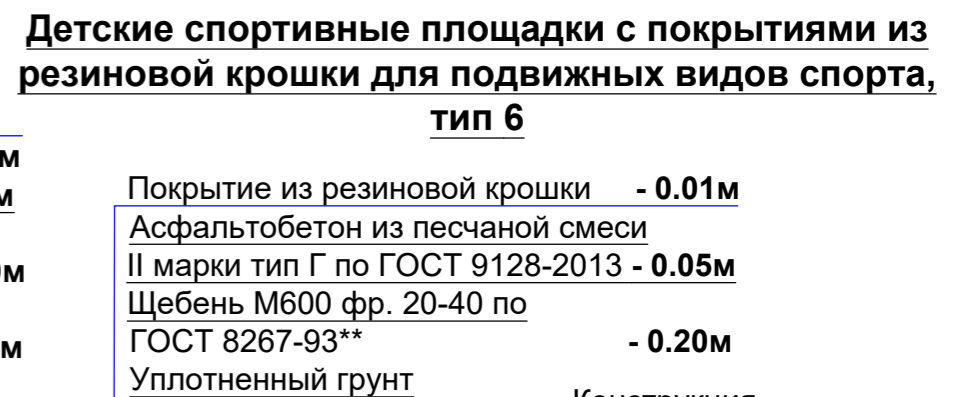 Детские спортивные площадки с покрытиями из
резиновой крошки для подвижных видов спорта,
тип 6
Покрытие из резиновой крошки - 0.01м
Асфальтобетон из песчаной смеси
II марки тип Г по ГОСТ 9128-2013 - 0.05м
Щебень М600 фр. 20-40 по
ГОСТ 8267-93** - 0.20м
Уплотненный грунт